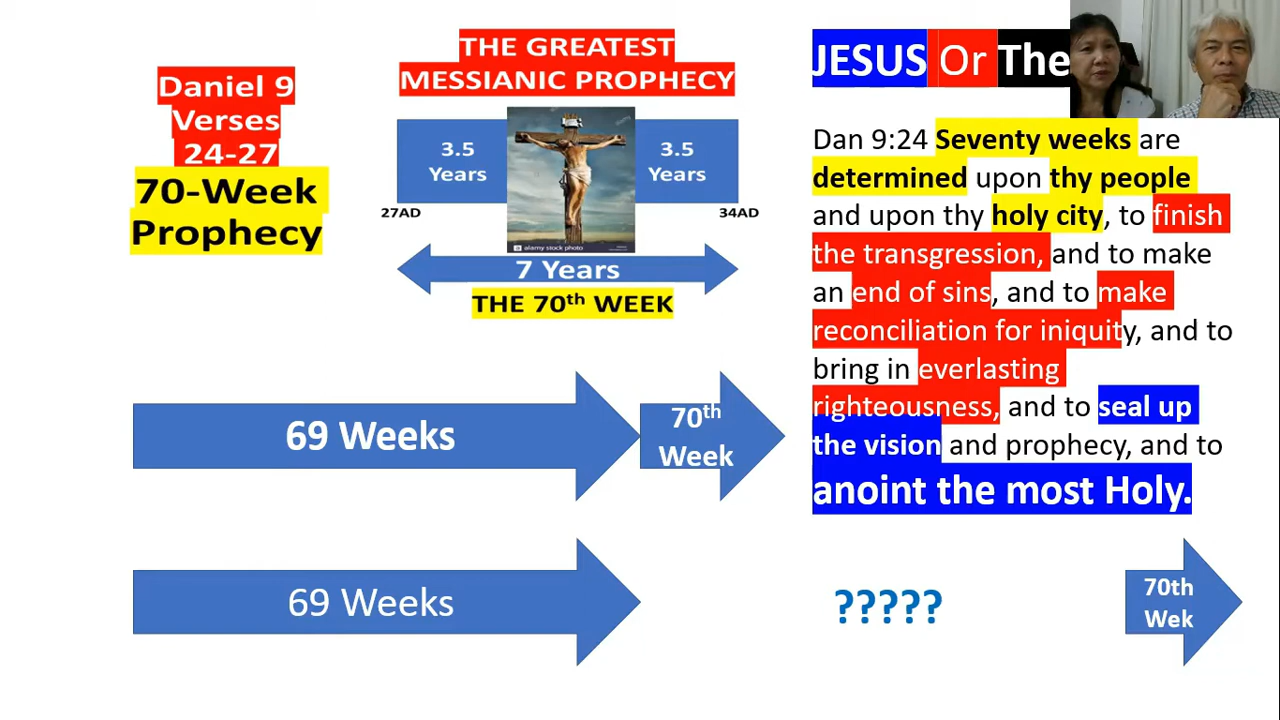 Daniel 9
Verses
24-27
70-Week
Prophecy
THE GREATEST
MESSIANIC PROPHECY
3.5
Years
3.5
Years
27AD
34AD
a alamy stock photo
7 Years
THE 70th WEEK
69 Weeks
70th
Week
69 Weeks
?????
70th
Wek
JESUS Or The
Dan 9:24 Seventy weeks are
determined upon thy people
and upon thy holy city, to finish
the transgression, and to make
an end of sins, and to make
reconciliation for iniquity, and to
bring in everlasting
righteousness, and to seal up
the vision and prophecy, and to
anoint the most Holy.